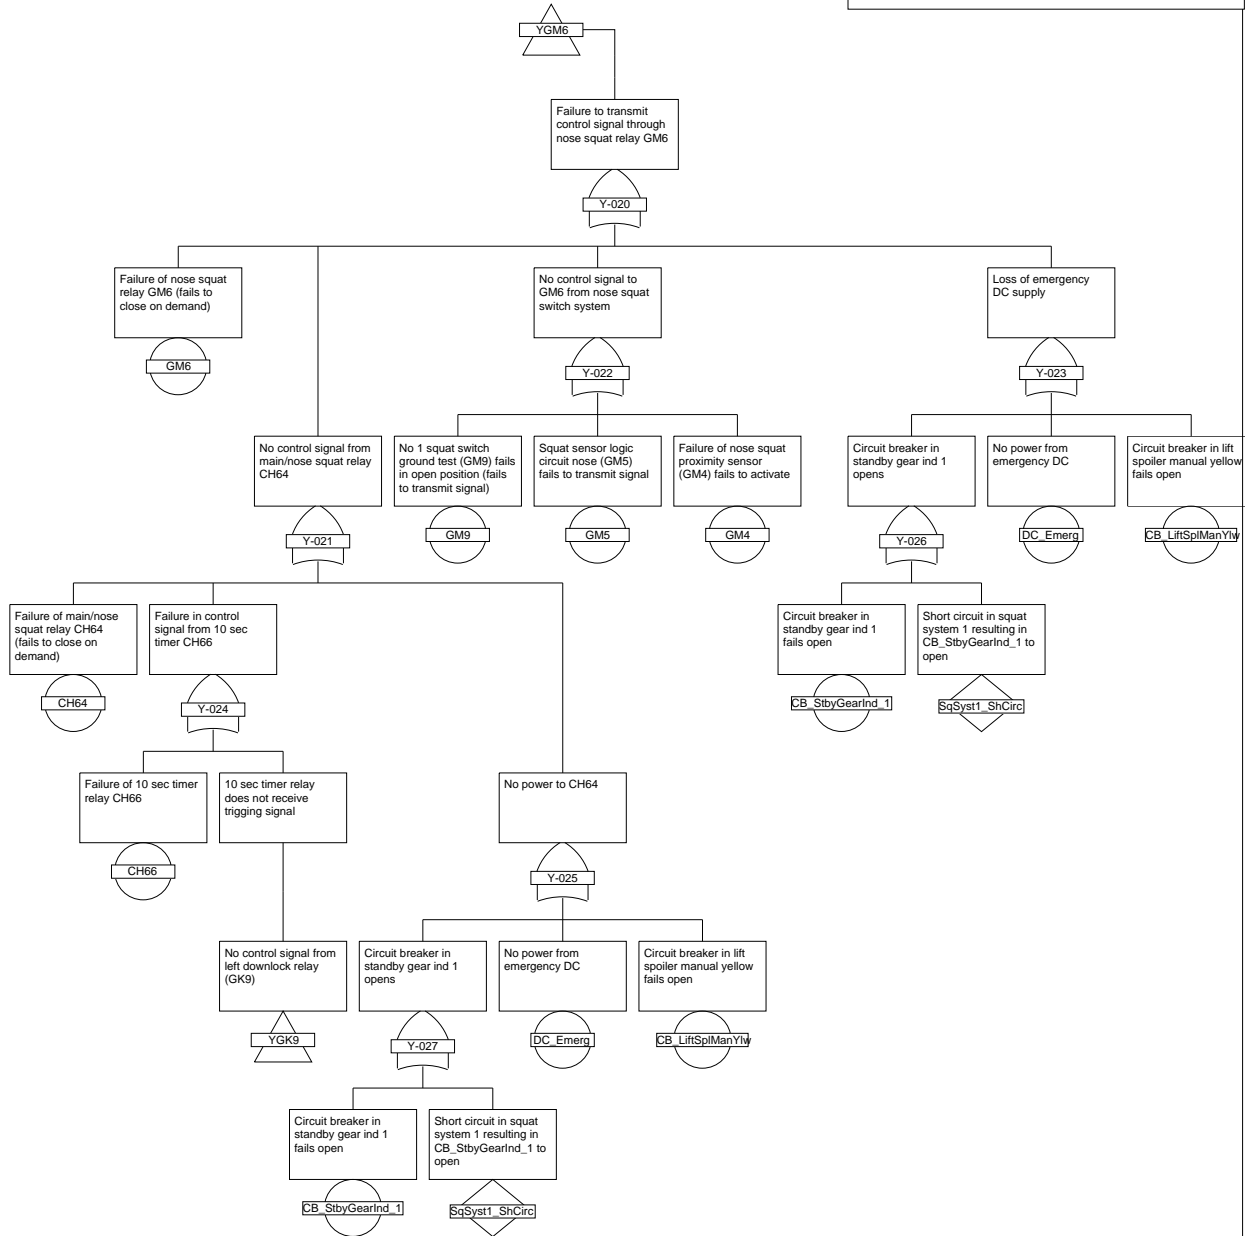 YGM6
Failure to transmit
control signal through
nose squat relay GM6
Y-020
Failure of nose squat
relay GM6 (fails to
close on demand)
GM6
No control signal to
GM6 from nose squat
switch system
Y-022
Loss of emergency
DC supply
Y-023
No control signal from
main/nose squat relay
CH64
Y-021
No 1 squat switch
ground test (GM9) fails
in open position (fails
to transmit signal)
GM9
Squat sensor logic
circuit nose (GM5)
fails to transmit signal
GM5
Failure of nose squat
proximity sensor
(GM4) fails to activate
GM4
Circuit breaker in
standby gear ind 1
opens
Y-026
No power from
emergency DC
DC_Emerg
Circuit breaker in lift
spoiler manual yellow
fails open
CB_LiftSplManYlw
Failure of main/nose
squat relay CH64
(fails to close on
demand)
CH64
Failure in control
signal from 10 sec
timer CH66
Y-024
Circuit breaker in
standby gear ind 1
fails open
CB_StbyGearInd_1
Short circuit in squat
system 1 resulting in
CB_StbyGearInd_1 to
open
SqSyst1_ShCirc
Failure of 10 sec timer
relay CH66
CH66
10 sec timer relay
does not receive
trigging signal
No power to CH64
Y-025
No control signal from
left downlock relay
(GK9)
YGK9
Circuit breaker in
standby gear ind 1
opens
Y-027
No power from
emergency DC
DC_Emerg
Circuit breaker in lift
spoiler manual yellow
fails open
CB_LiftSplManYlw
Circuit breaker in
standby gear ind 1
fails open
CB_StbyGearInd_1
Short circuit in squat
system 1 resulting in
CB_StbyGearInd_1 to
open
SqSyst1_ShCirc